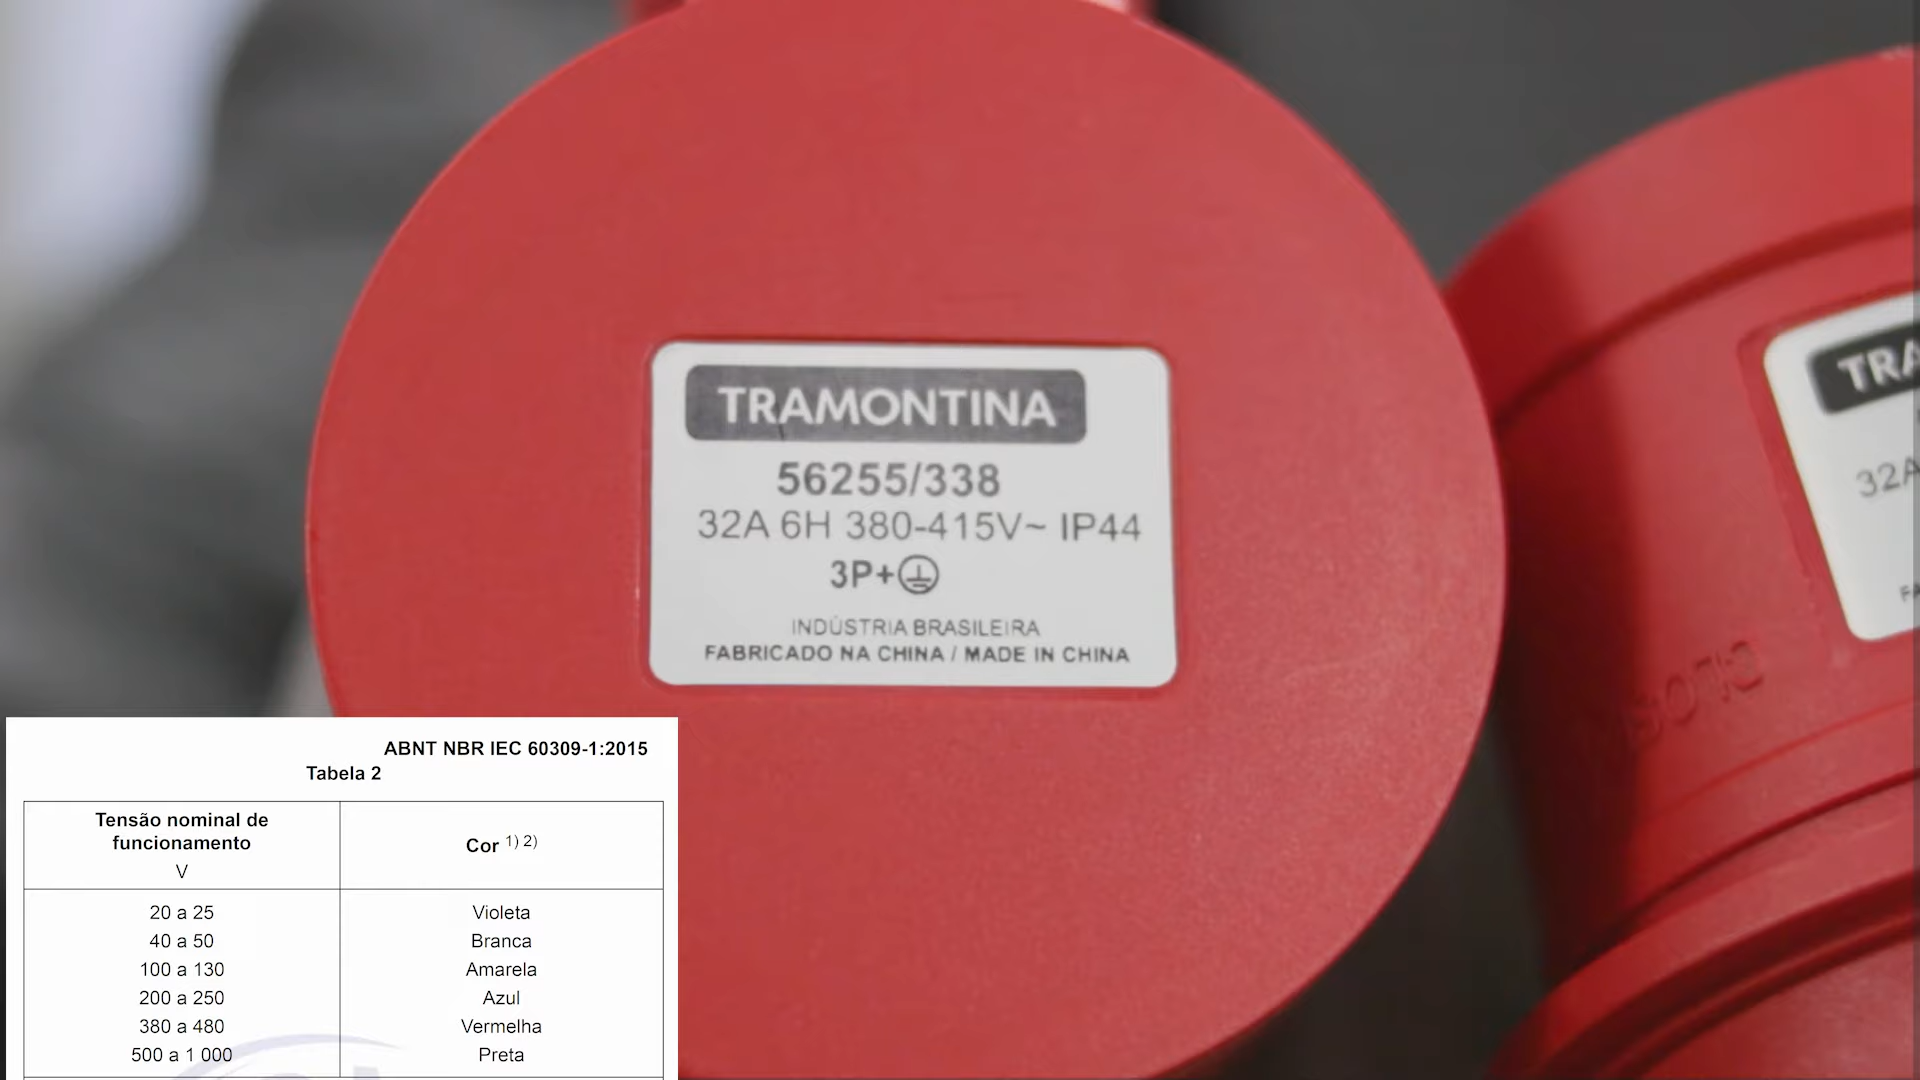 TRAMONTINA
56255/338
32A 6H 380-415V~ IP44
3P+
INDÚSTRIA BRASILEIRA
FABRICADO NA CHINA / MADE IN CHINA
TRA
32A
FA
ABNT NBR IEC 60309-1:2015
Tabela 2
Tensão nominal de
funcionamento
V
Cor 1) 2)
20 a 25 Violeta
40 a 50 Branca
100 a 130 Amarela
200 a 250 Azul
380 a 480 Vermelha
500 a 1 000 Preta